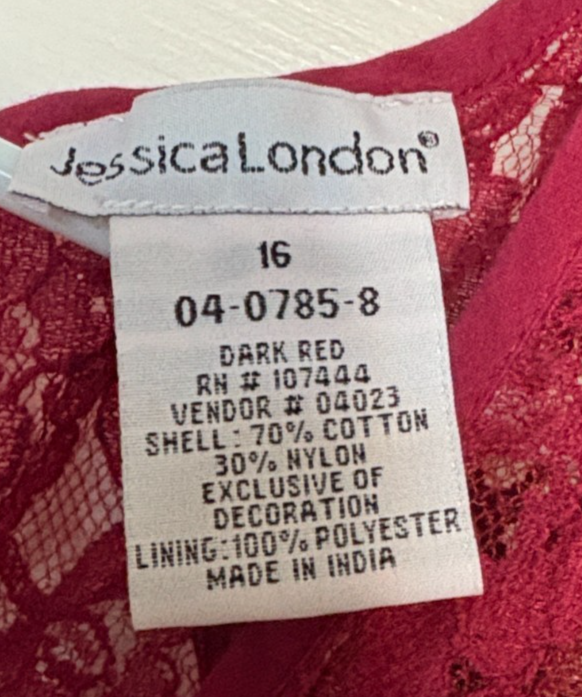 JessicaLondon®
16
04-0785-8
DARK RED
RN # 107444
VENDOR # 04023
SHELL: 70% COTTON
30% NYLON
EXCLUSIVE OF
DECORATION
LINING:100% POLYESTER
MADE IN INDIA